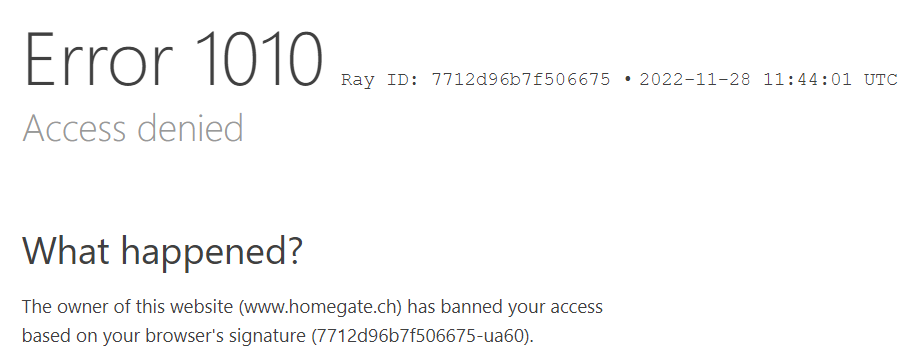 Error 1010 Ray ID: 7712d96b7f506675 • 2022-11-28 11:44:01 UTC
Access denied
What happened?
The owner of this website (www.homegate.ch) has banned your access
based on your browser's signature (7712d96b7f506675-ua60).